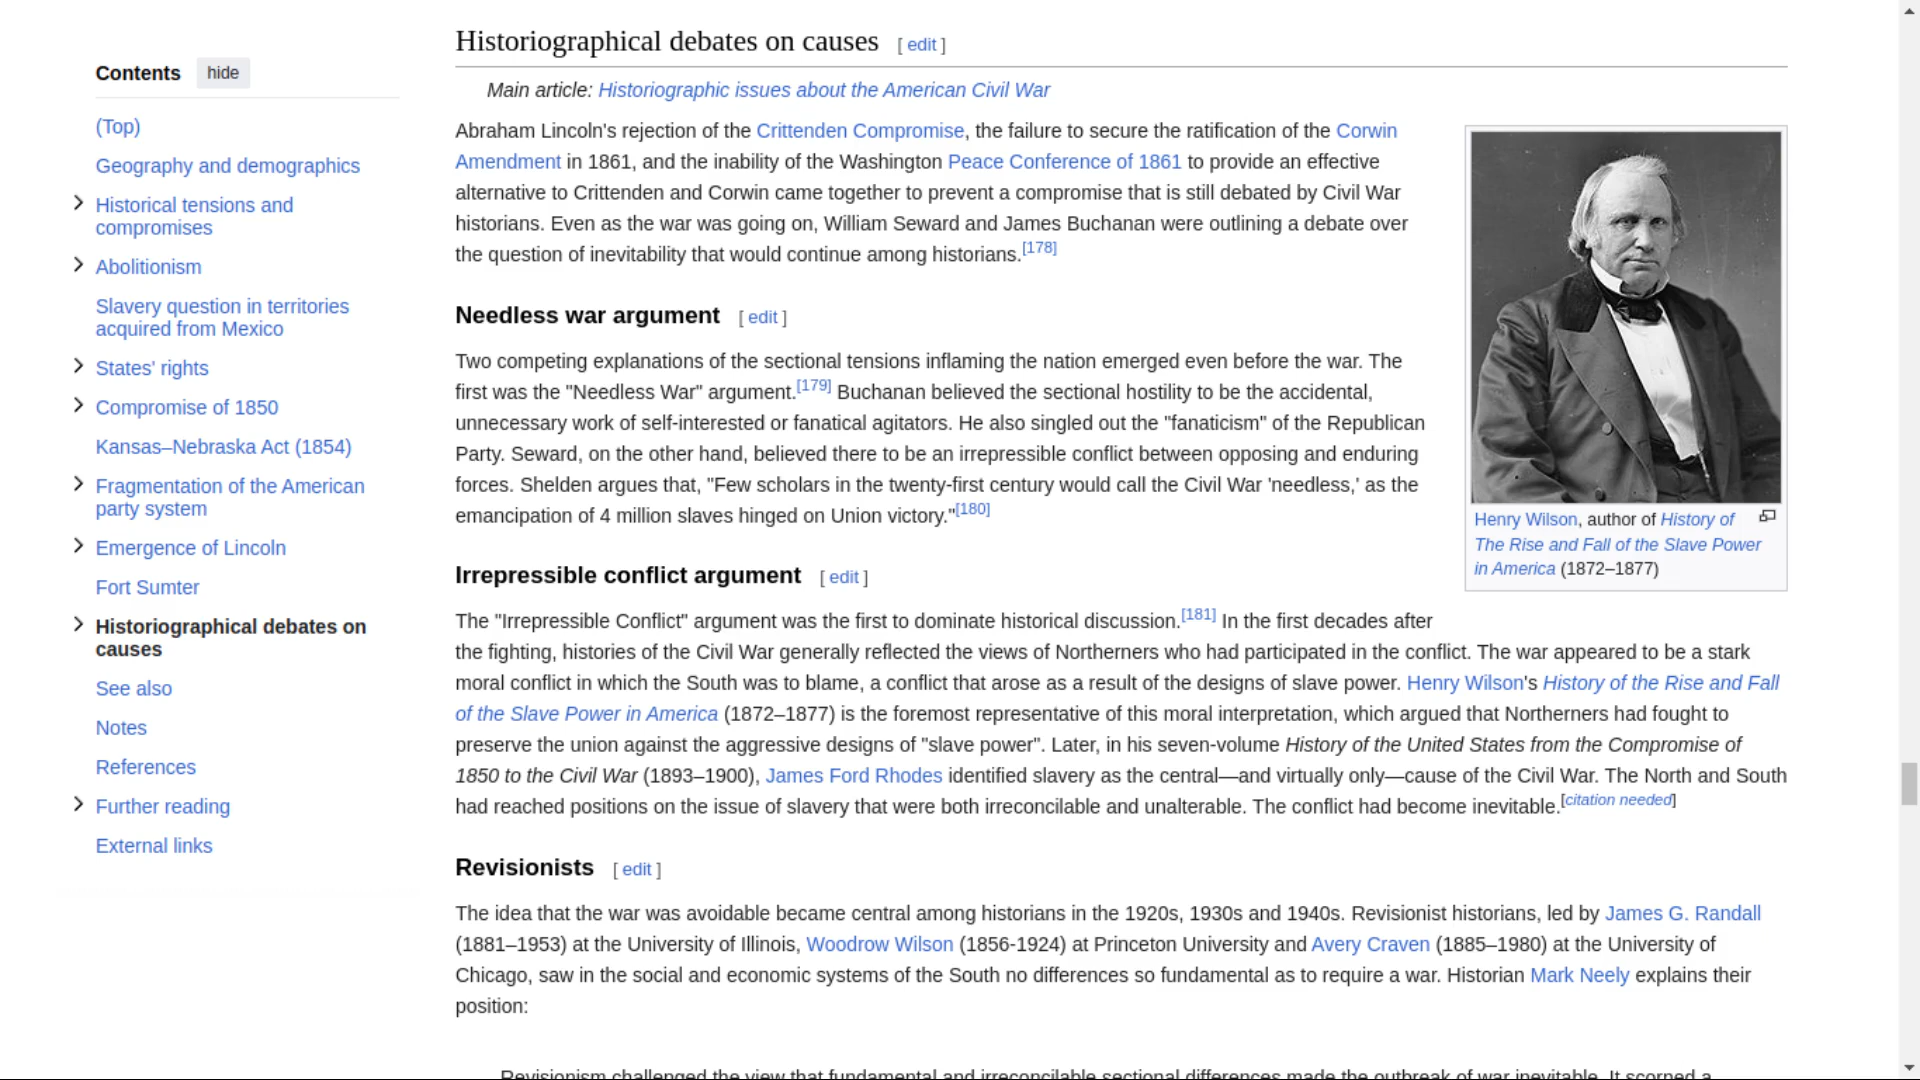 Contents hide
(Top)
Geography and demographics
Historical tensions and
compromises
Abolitionism
Slavery question in territories
acquired from Mexico
States' rights
Compromise of 1850
Kansas–Nebraska Act (1854)
Fragmentation of the American
party system
Emergence of Lincoln
Fort Sumter
Historiographical debates on
causes
See also
Notes
References
Further reading
External links
Historiographical debates on causes [ edit ]
Main article: Historiographic issues about the American Civil War
Abraham Lincoln's rejection of the Crittenden Compromise, the failure to secure the ratification of the Corwin
Amendment in 1861, and the inability of the Washington Peace Conference of 1861 to provide an effective
alternative to Crittenden and Corwin came together to prevent a compromise that is still debated by Civil War
historians. Even as the war was going on, William Seward and James Buchanan were outlining a debate over
the question of inevitability that would continue among historians.[178]
Needless war argument [ edit ]
Two competing explanations of the sectional tensions inflaming the nation emerged even before the war. The
first was the "Needless War" argument.[179] Buchanan believed the sectional hostility to be the accidental,
unnecessary work of self-interested or fanatical agitators. He also singled out the "fanaticism" of the Republican
Party. Seward, on the other hand, believed there to be an irrepressible conflict between opposing and enduring
forces. Shelden argues that, "Few scholars in the twenty-first century would call the Civil War 'needless,' as the
emancipation of 4 million slaves hinged on Union victory."[180]
Henry Wilson, author of History of
The Rise and Fall of the Slave Power
in America (1872–1877)
Irrepressible conflict argument [ edit ]
The "Irrepressible Conflict" argument was the first to dominate historical discussion.[181] In the first decades after
the fighting, histories of the Civil War generally reflected the views of Northerners who had participated in the conflict. The war appeared to be a stark
moral conflict in which the South was to blame, a conflict that arose as a result of the designs of slave power. Henry Wilson's History of the Rise and Fall
of the Slave Power in America (1872–1877) is the foremost representative of this moral interpretation, which argued that Northerners had fought to
preserve the union against the aggressive designs of "slave power". Later, in his seven-volume History of the United States from the Compromise of
1850 to the Civil War (1893–1900), James Ford Rhodes identified slavery as the central—and virtually only—cause of the Civil War. The North and South
had reached positions on the issue of slavery that were both irreconcilable and unalterable. The conflict had become inevitable.[citation needed]
Revisionists [ edit ]
The idea that the war was avoidable became central among historians in the 1920s, 1930s and 1940s. Revisionist historians, led by James G. Randall
(1881–1953) at the University of Illinois, Woodrow Wilson (1856-1924) at Princeton University and Avery Craven (1885–1980) at the University of
Chicago, saw in the social and economic systems of the South no differences so fundamental as to require a war. Historian Mark Neely explains their
position:
Revisionism challenged the view that fundamental and irreconcilable sectional differences made the outbreak of war inevitable. It scorned a